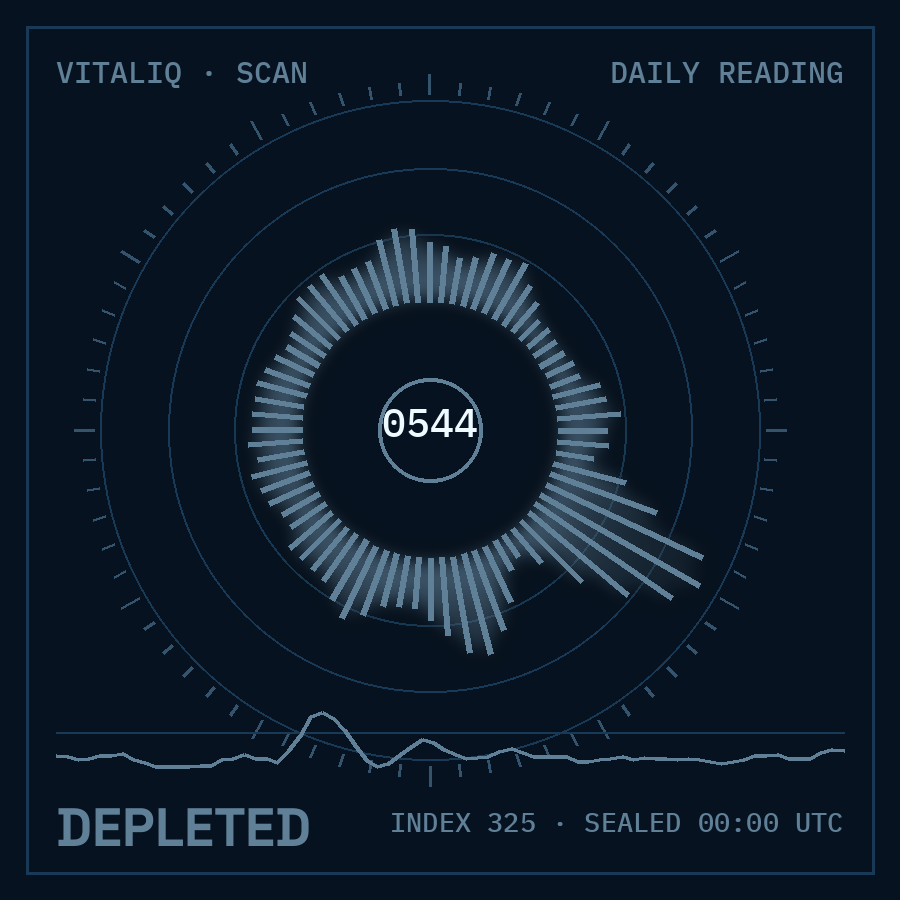 VITALIQ · SCAN
DAILY READING
0544
DEPLETED
INDEX 325 · SEALED 00:00 UTC